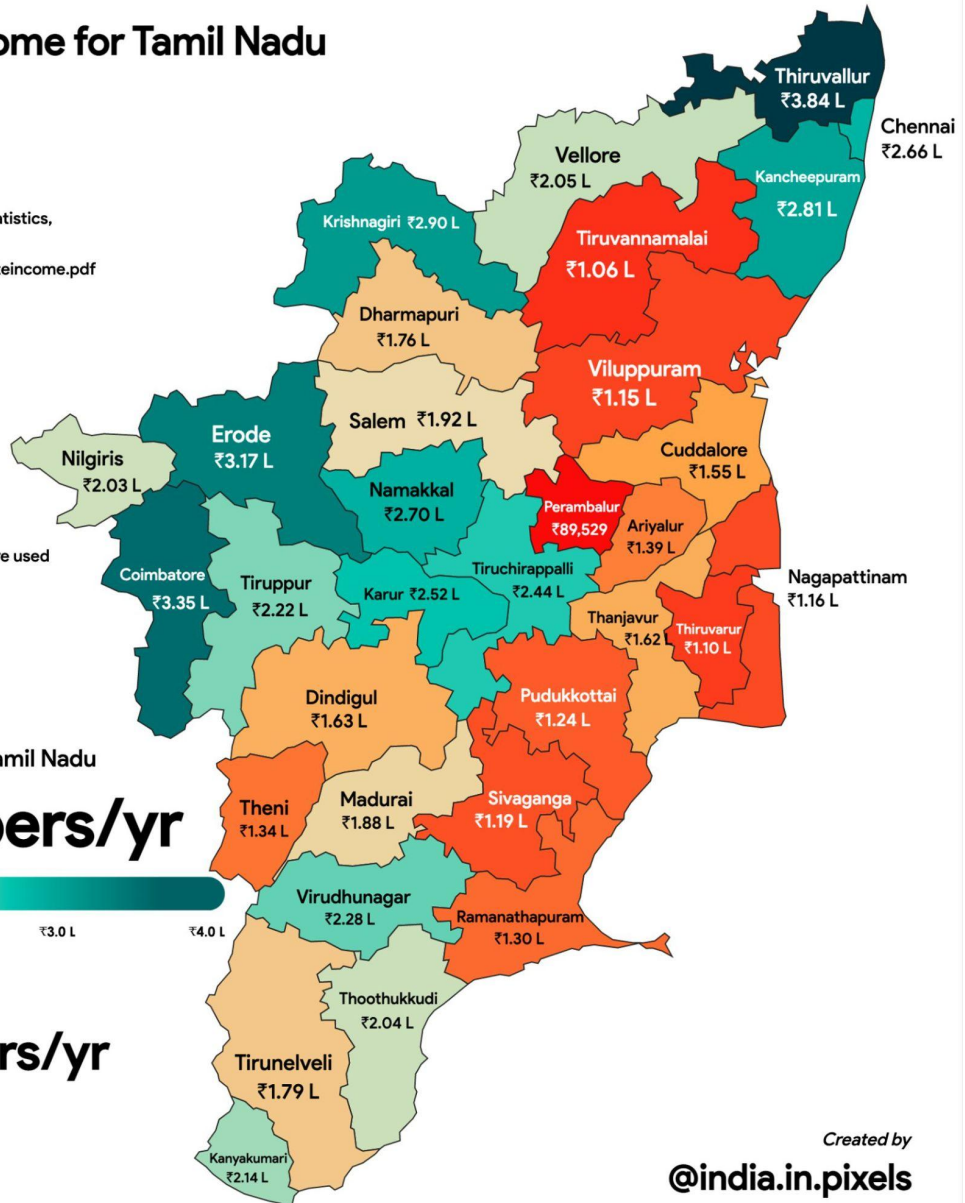 ome for Tamil Nadu
Thiruvallur
₹3.84 L
Chennai
₹2.66 L
Vellore
₹2.05 L
Kancheepuram
₹2.81 L
tistics,
Krishnagiri ₹2.90 L
Tiruvannamalai
₹1.06 L
teincome.pdf
Dharmapuri
₹1.76 L
Viluppuram
₹1.15 L
Salem ₹1.92 L
Erode
₹3.17 L
Cuddalore
₹1.55 L
Nilgiris
₹2.03 L
Namakkal
₹2.70 L
Perambalur
₹89,529
Ariyalur
₹1.39 L
e used
Coimbatore
₹3.35 L
Tiruppur
₹2.22 L
Karur ₹2.52 L
Tiruchirappalli
₹2.44 L
Nagapattinam
₹1.16 L
Thanjavur
₹1.62 L
Thiruvarur
₹1.10 L
Dindigul
₹1.63 L
Pudukkottai
₹1.24 L
amil Nadu
pers/yr
Theni
₹1.34 L
Madurai
₹1.88 L
Sivaganga
₹1.19 L
Virudhunagar
₹2.28 L
Ramanathapuram
₹1.30 L
₹3.0 L ₹4.0 L
Thoothukkudi
₹2.04 L
rs/yr
Tirunelveli
₹1.79 L
Kanyakumari
₹2.14 L
Created by
@india.in.pixels